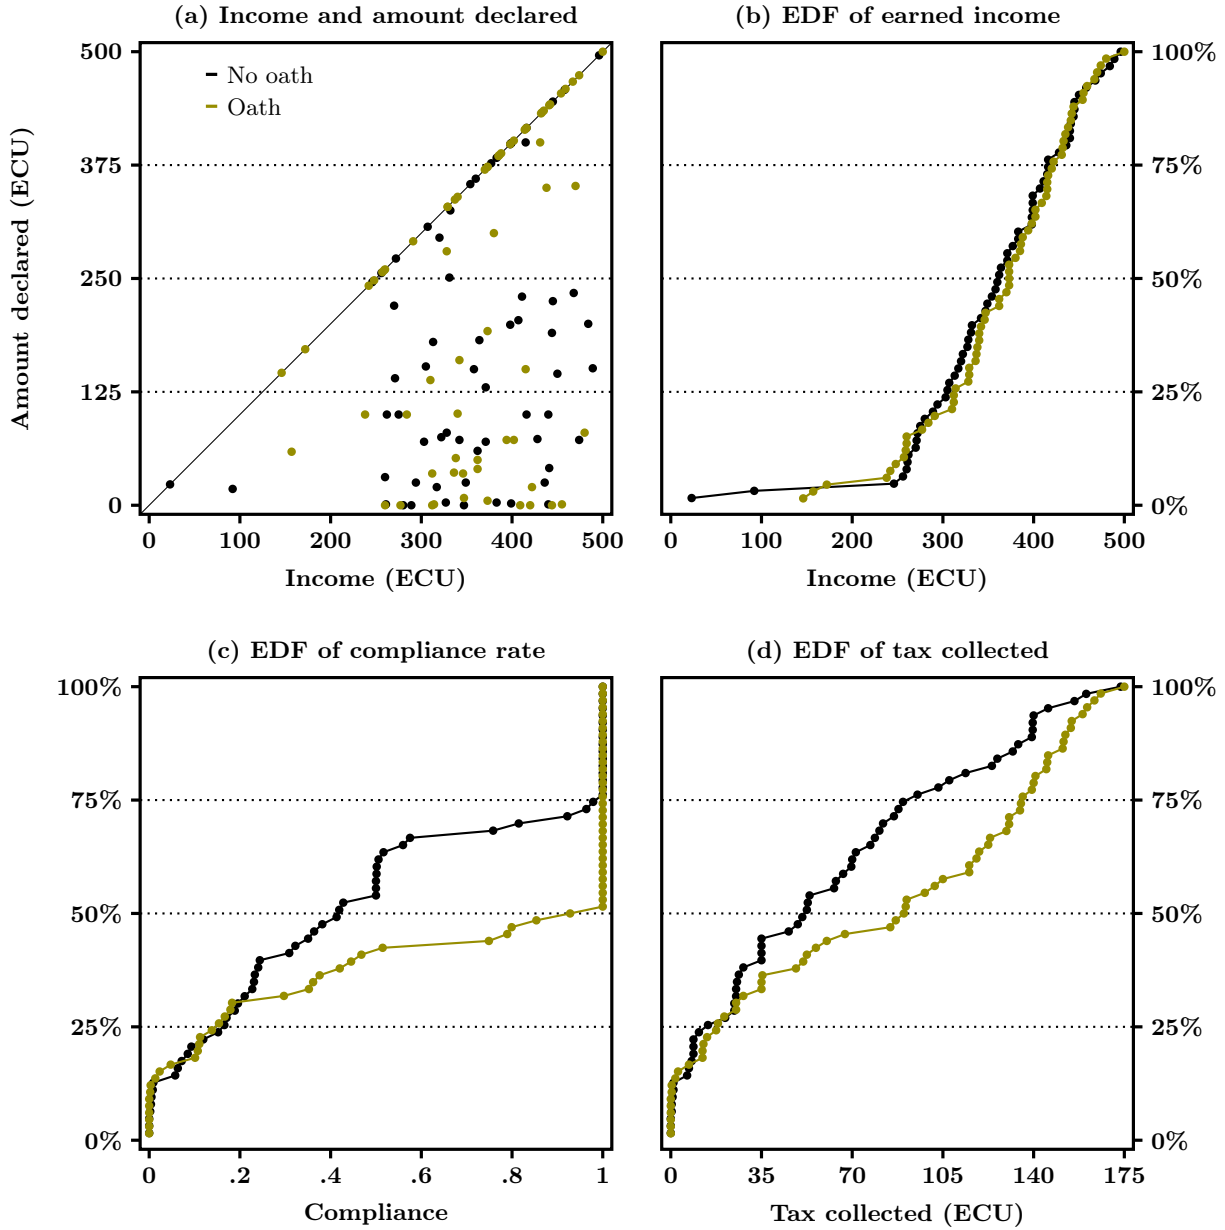 (a) Income and amount declared
500
375
250
125
0
Amount declared (ECU)
No oath
Oath
0 100 200 300 400 500
Income (ECU)
(b) EDF of earned income
100%
75%
50%
25%
0%
0 100 200 300 400 500
Income (ECU)
(c) EDF of compliance rate
100%
75%
50%
25%
0%
0 .2 .4 .6 .8 1
Compliance
(d) EDF of tax collected
100%
75%
50%
25%
0%
0 35 70 105 140 175
Tax collected (ECU)